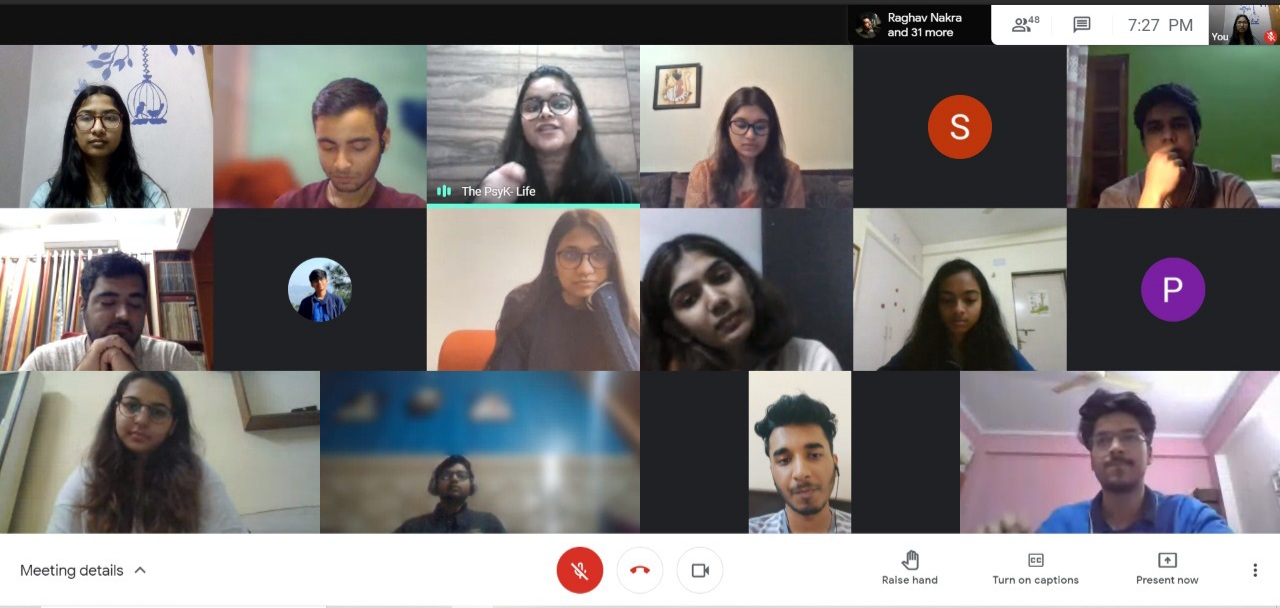 Raghav Nakra
and 31 more
48
7:27 PM
You
S
The PsyK- Life
P
Meeting details
CC
Raise hand
Turn on captions
Present now